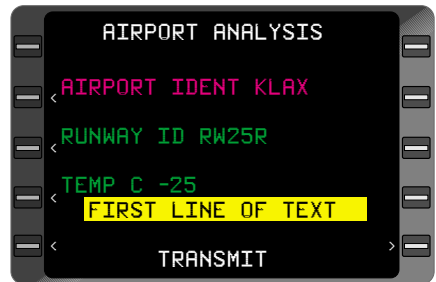 AIRPORT ANALYSIS
<AIRPORT IDENT KLAX
<RUNWAY ID RW25R
<TEMP C -25
FIRST LINE OF TEXT
< >
TRANSMIT